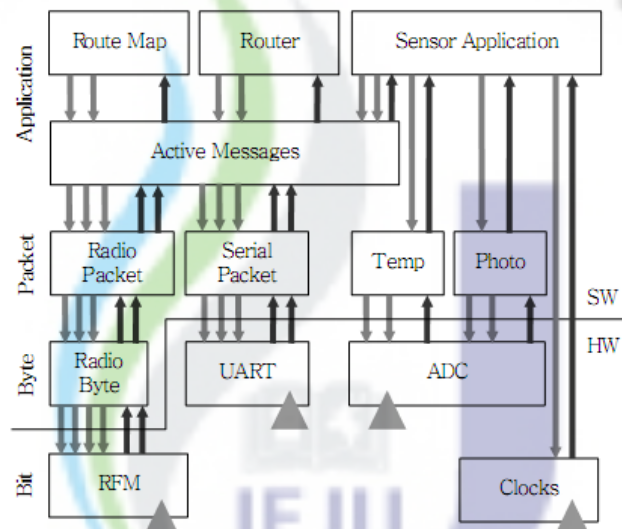 Application
Route Map
Router
Sensor Application
Active Messages
Packet
Radio
Packet
Serial
Packet
Temp
Photo
SW
HW
Byte
Radio
Byte
UART
ADC
Bit
RFM
Clocks